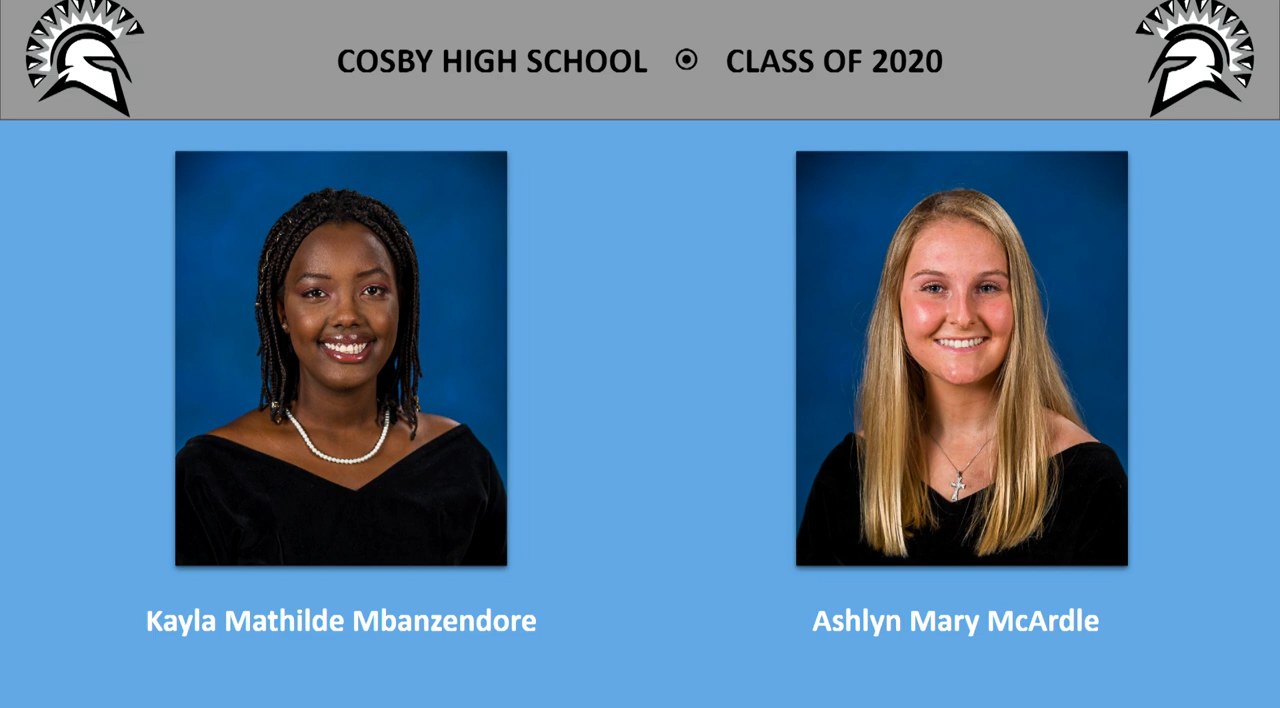 COSBY HIGH SCHOOL ⦿ CLASS OF 2020
Kayla Mathilde Mbanzendore
Ashlyn Mary McArdle